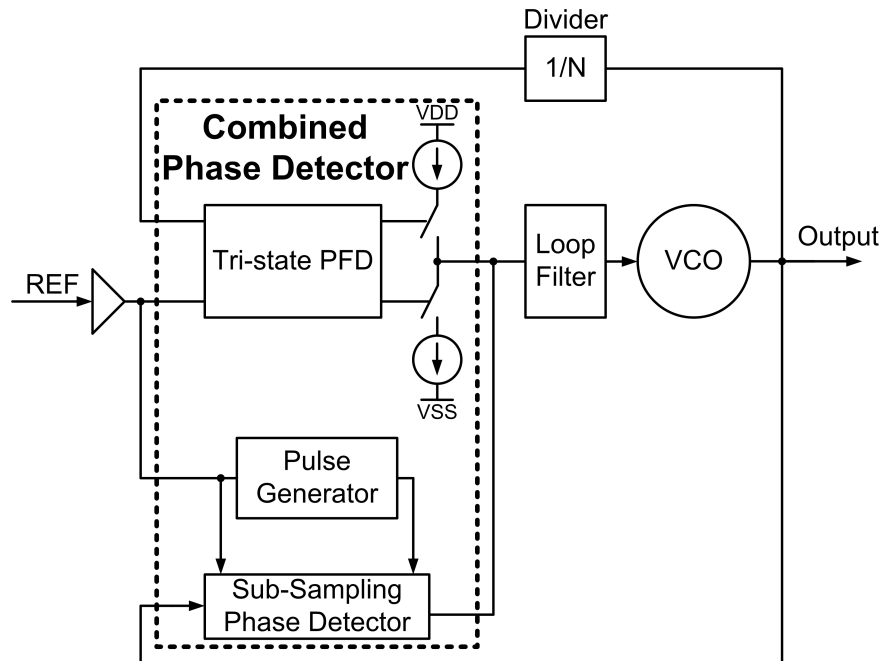 Divider
1/N
Combined
Phase Detector
VDD
Tri-state PFD
REF
Loop
Filter
VCO
Output
VSS
Pulse
Generator
Sub-Sampling
Phase Detector